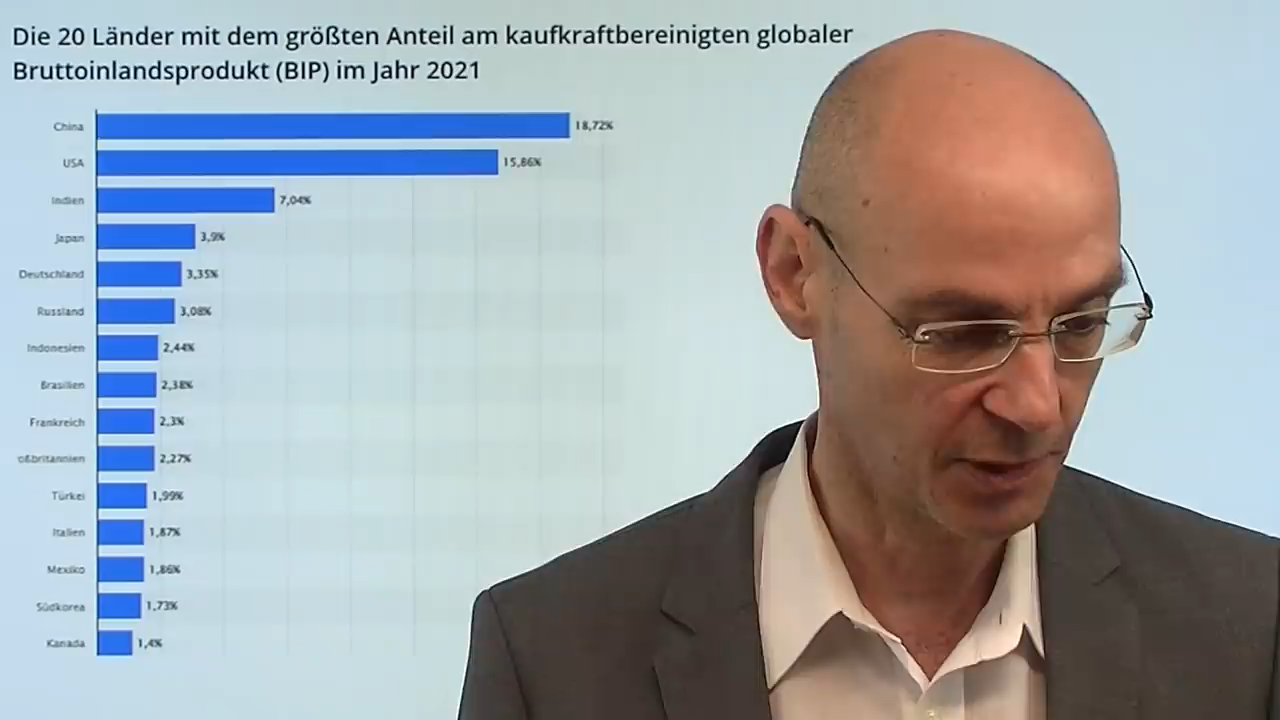 Die 20 Länder mit dem größten Anteil am kaufkraftbereinigten globaler
Bruttoinlandsprodukt (BIP) im Jahr 2021
China 18,72%
USA 15,86%
Indien 7,04%
Japan 3,9%
Deutschland 3,35%
Russland 3,08%
Indonesien 2,44%
Brasilien 2,38%
Frankreich 2,3%
oßbritannien 2,27%
Türkei 1,99%
Italien 1,87%
Mexiko 1,86%
Südkorea 1,73%
Kanada 1,4%